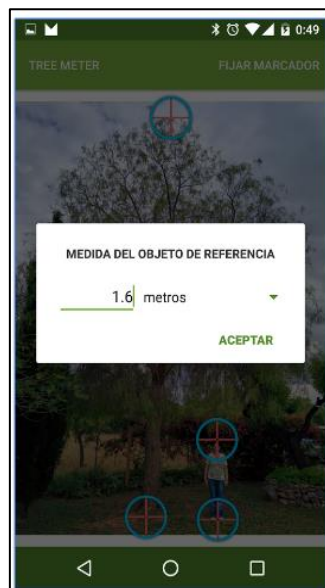 0:49
TREE METER FIJAR MARCADOR
MEDIDA DEL OBJETO DE REFERENCIA
1.6 metros
ACEPTAR